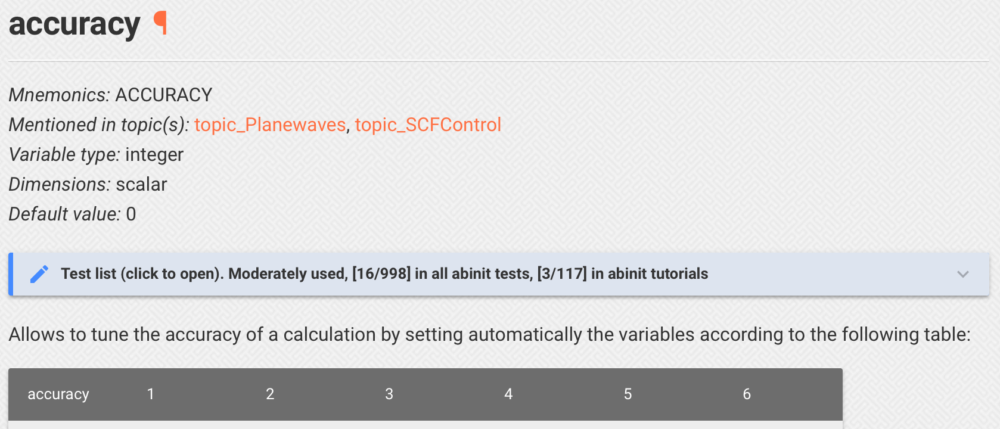 accuracy ¶
Mnemonics: ACCURACY
Mentioned in topic(s): topic_Planewaves, topic_SCFControl
Variable type: integer
Dimensions: scalar
Default value: 0
Test list (click to open). Moderately used, [16/998] in all abinit tests, [3/117] in abinit tutorials
Allows to tune the accuracy of a calculation by setting automatically the variables according to the following table:
accuracy 1 2 3 4 5 6